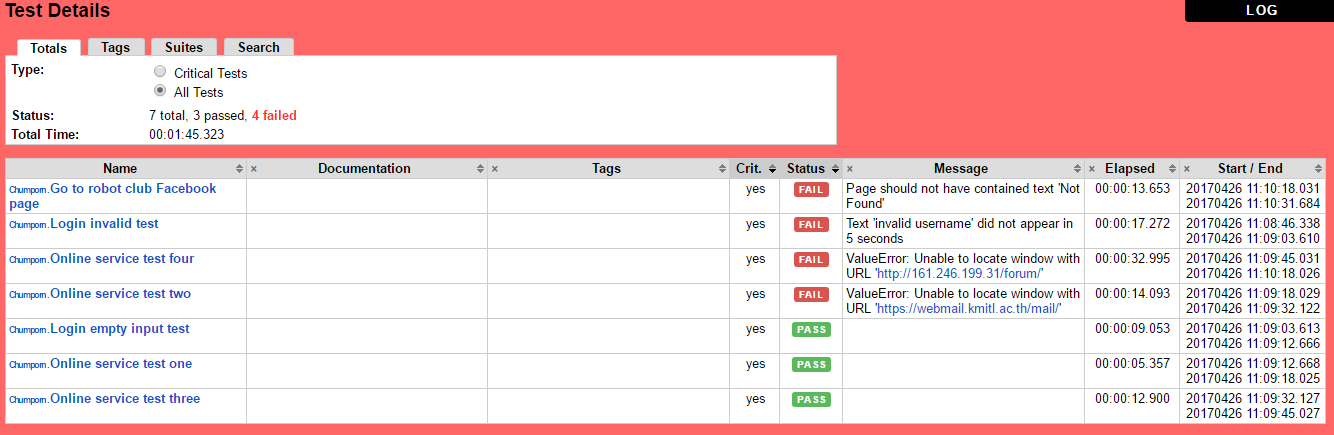 Test Details
LOG
Totals Tags Suites Search
Type:
Critical Tests
All Tests
Status: 7 total, 3 passed, 4 failed
Total Time: 00:01:45.323
Name × Documentation × Tags Crit. Status × Message × Elapsed × Start / End
Chumporn.Go to robot club Facebook yes FAIL Page should not have contained text 'Not 00:00:13.653 20170426 11:10:18.031
page Found' 20170426 11:10:31.684
Chumporn.Login invalid test yes FAIL Text 'invalid username' did not appear in 00:00:17.272 20170426 11:08:46.338
5 seconds 20170426 11:09:03.610
Chumporn.Online service test four yes FAIL ValueError: Unable to locate window with 00:00:32.995 20170426 11:09:45.031
URL 'http://161.246.199.31/forum/' 20170426 11:10:18.026
Chumporn.Online service test two yes FAIL ValueError: Unable to locate window with 00:00:14.093 20170426 11:09:18.029
URL 'https://webmail.kmitl.ac.th/mail/' 20170426 11:09:32.122
Chumporn.Login empty input test yes PASS 00:00:09.053 20170426 11:09:03.613
20170426 11:09:12.666
Chumporn.Online service test one yes PASS 00:00:05.357 20170426 11:09:12.668
20170426 11:09:18.025
Chumporn.Online service test three yes PASS 00:00:12.900 20170426 11:09:32.127
20170426 11:09:45.027